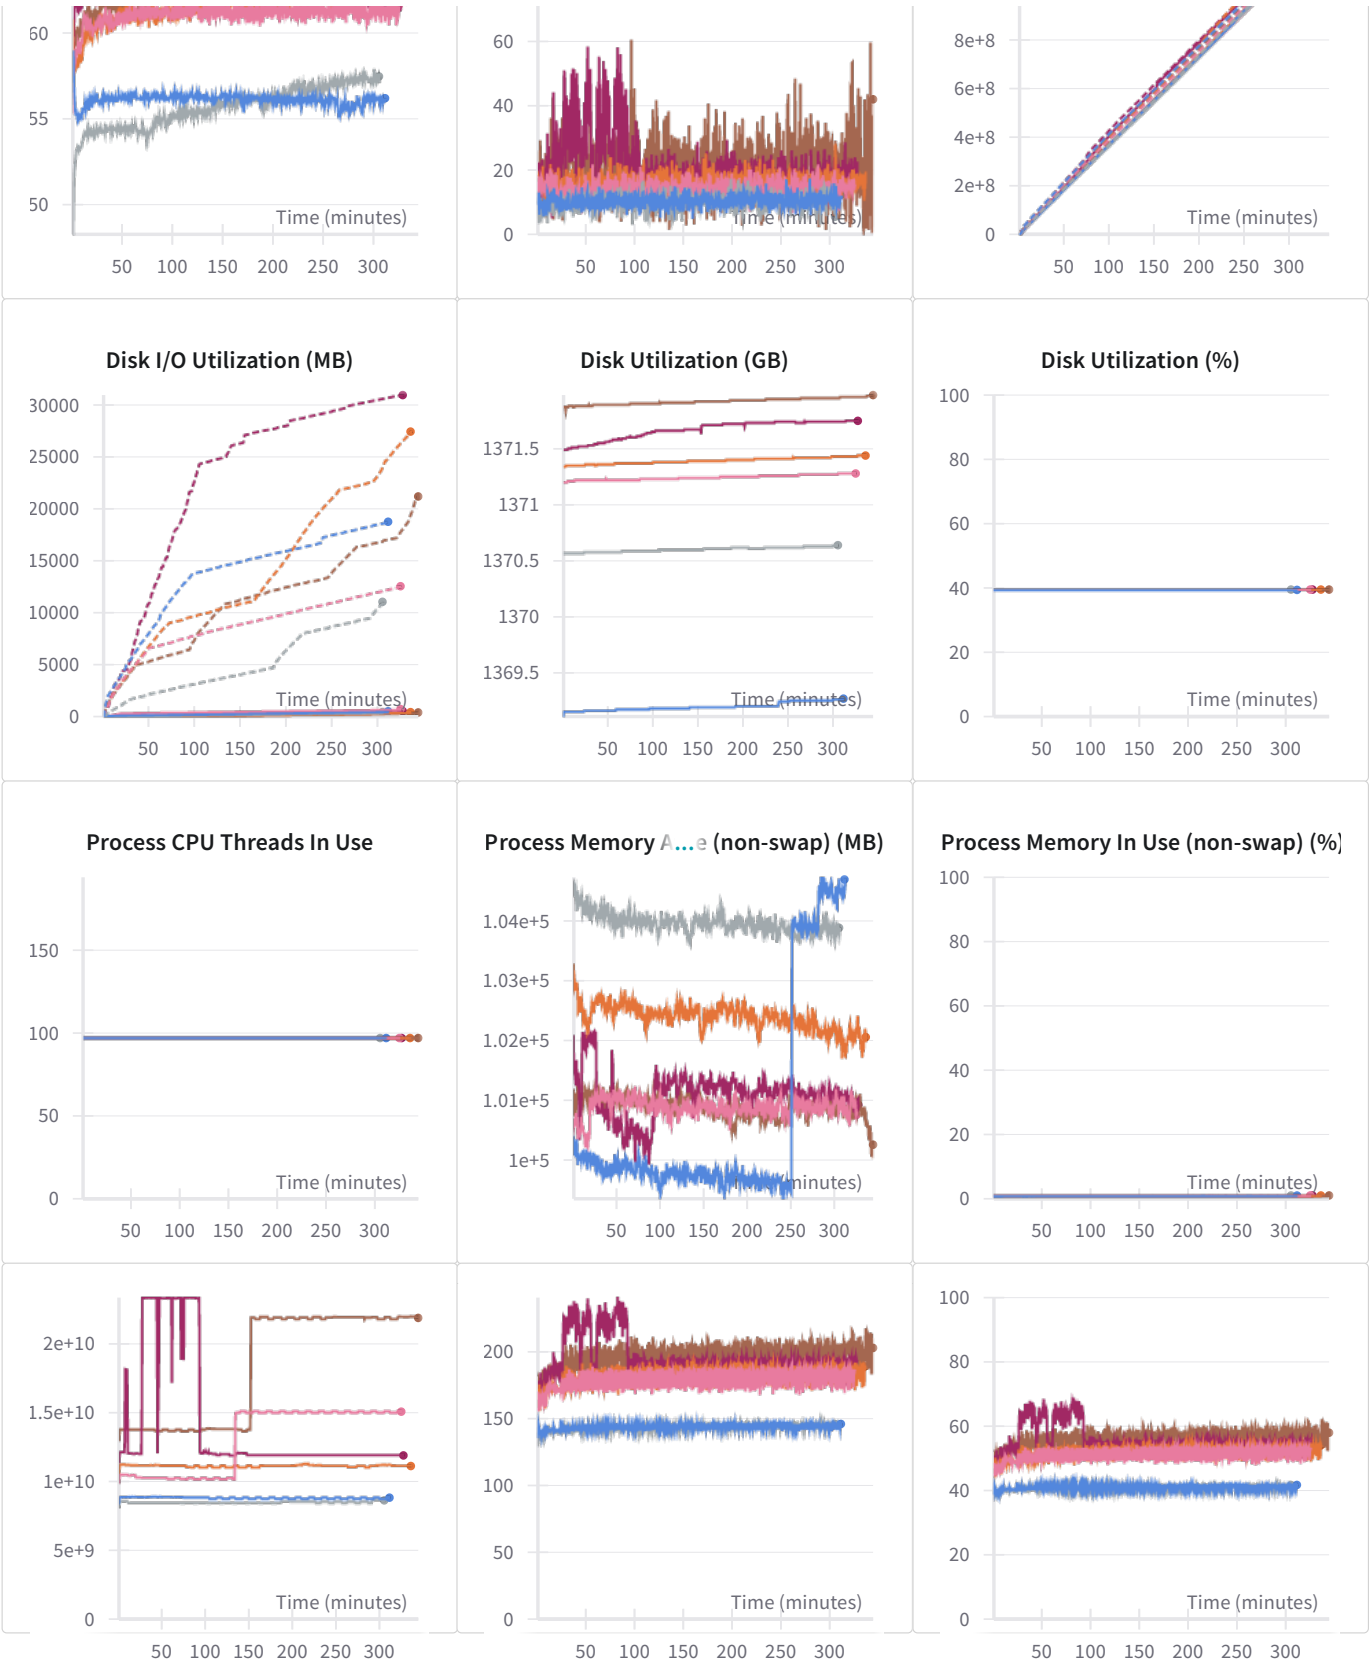 60
55
50
Time (minutes)
50 100 150 200 250 300
60
40
20
0
Time (minutes)
50 100 150 200 250 300
8e+8
6e+8
4e+8
2e+8
0
Time (minutes)
50 100 150 200 250 300
Disk I/O Utilization (MB)
30000
25000
20000
15000
10000
5000
0
Time (minutes)
50 100 150 200 250 300
Disk Utilization (GB)
1371.5
1371
1370.5
1370
1369.5
Time (minutes)
50 100 150 200 250 300
Disk Utilization (%)
100
80
60
40
20
0
Time (minutes)
50 100 150 200 250 300
Process CPU Threads In Use
150
100
50
0
Time (minutes)
50 100 150 200 250 300
Process Memory A...e (non-swap) (MB)
1.04e+5
1.03e+5
1.02e+5
1.01e+5
1e+5
Time (minutes)
50 100 150 200 250 300
Process Memory In Use (non-swap) (%)
100
80
60
40
20
0
Time (minutes)
50 100 150 200 250 300
2e+10
1.5e+10
1e+10
5e+9
0
Time (minutes)
50 100 150 200 250 300
200
150
100
50
0
Time (minutes)
50 100 150 200 250 300
100
80
60
40
20
0
Time (minutes)
50 100 150 200 250 300